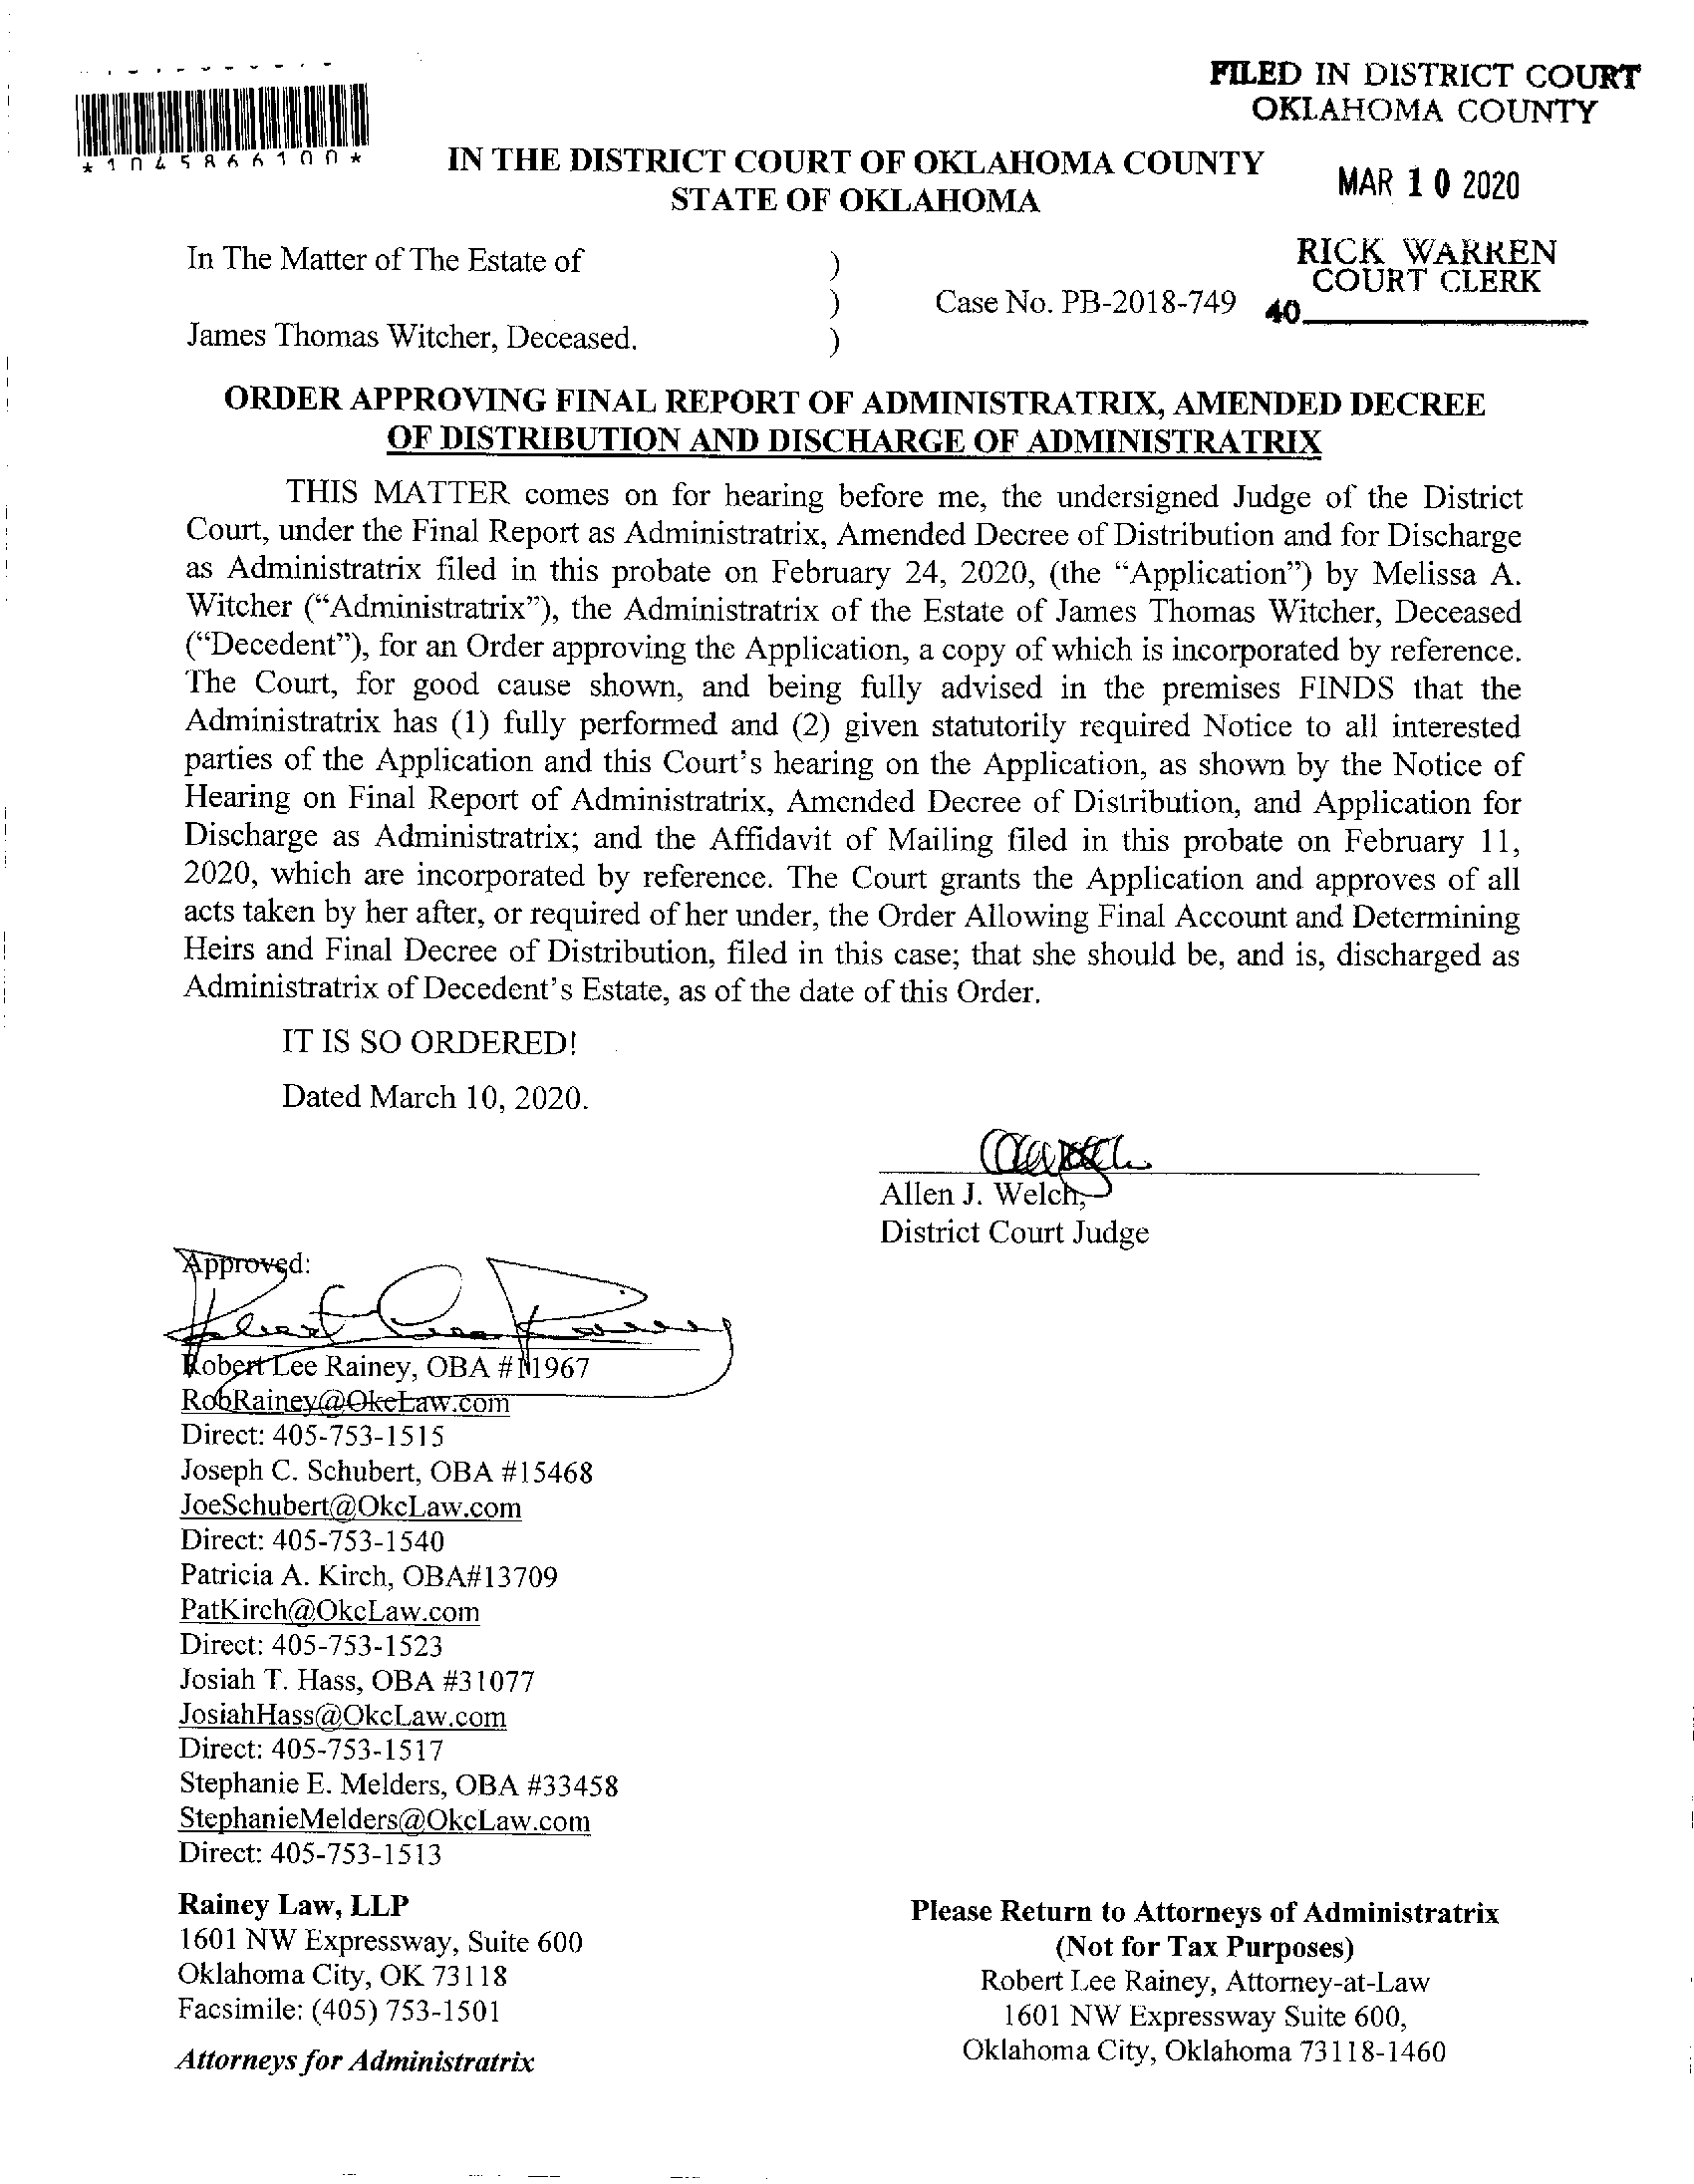 FILED IN DISTRICT COURT
OKLAHOMA COUNTY
*1045866100*
IN THE DISTRICT COURT OF OKLAHOMA COUNTY
STATE OF OKLAHOMA
MAR 10 2020
In The Matter of The Estate of )
RICK WARREN
COURT CLERK
) Case No. PB-2018-749
40
James Thomas Witcher, Deceased. )
ORDER APPROVING FINAL REPORT OF ADMINISTRATRIX, AMENDED DECREE
OF DISTRIBUTION AND DISCHARGE OF ADMINISTRATRIX
THIS MATTER comes on for hearing before me, the undersigned Judge of the District
Court, under the Final Report as Administratrix, Amended Decree of Distribution and for Discharge
as Administratrix filed in this probate on February 24, 2020, (the “Application”) by Melissa A.
Witcher (“Administratrix”), the Administratrix of the Estate of James Thomas Witcher, Deceased
(“Decedent”), for an Order approving the Application, a copy of which is incorporated by reference.
The Court, for good cause shown, and being fully advised in the premises FINDS that the
Administratrix has (1) fully performed and (2) given statutorily required Notice to all interested
parties of the Application and this Court's hearing on the Application, as shown by the Notice of
Hearing on Final Report of Administratrix, Amended Decree of Distribution, and Application for
Discharge as Administratrix; and the Affidavit of Mailing filed in this probate on February 11,
2020, which are incorporated by reference. The Court grants the Application and approves of all
acts taken by her after, or required of her under, the Order Allowing Final Account and Determining
Heirs and Final Decree of Distribution, filed in this case; that she should be, and is, discharged as
Administratrix of Decedent's Estate, as of the date of this Order.
IT IS SO ORDERED!
Dated March 10, 2020.
Allen J. Welch,
District Court Judge
Approved:
Robert Lee Rainey
Robert Lee Rainey, OBA #11967
RobRainey@OkcLaw.com
Direct: 405-753-1515
Joseph C. Schubert, OBA #15468
JoeSchubert@OkcLaw.com
Direct: 405-753-1540
Patricia A. Kirch, OBA#13709
PatKirch@OkcLaw.com
Direct: 405-753-1523
Josiah T. Hass, OBA #31077
JosiahHass@OkcLaw.com
Direct: 405-753-1517
Stephanie E. Melders, OBA #33458
StephanieMelders@OkcLaw.com
Direct: 405-753-1513
Rainey Law, LLP
1601 NW Expressway, Suite 600
Oklahoma City, OK 73118
Facsimile: (405) 753-1501
Attorneys for Administratrix
Please Return to Attorneys of Administratrix
(Not for Tax Purposes)
Robert Lee Rainey, Attorney-at-Law
1601 NW Expressway Suite 600,
Oklahoma City, Oklahoma 73118-1460